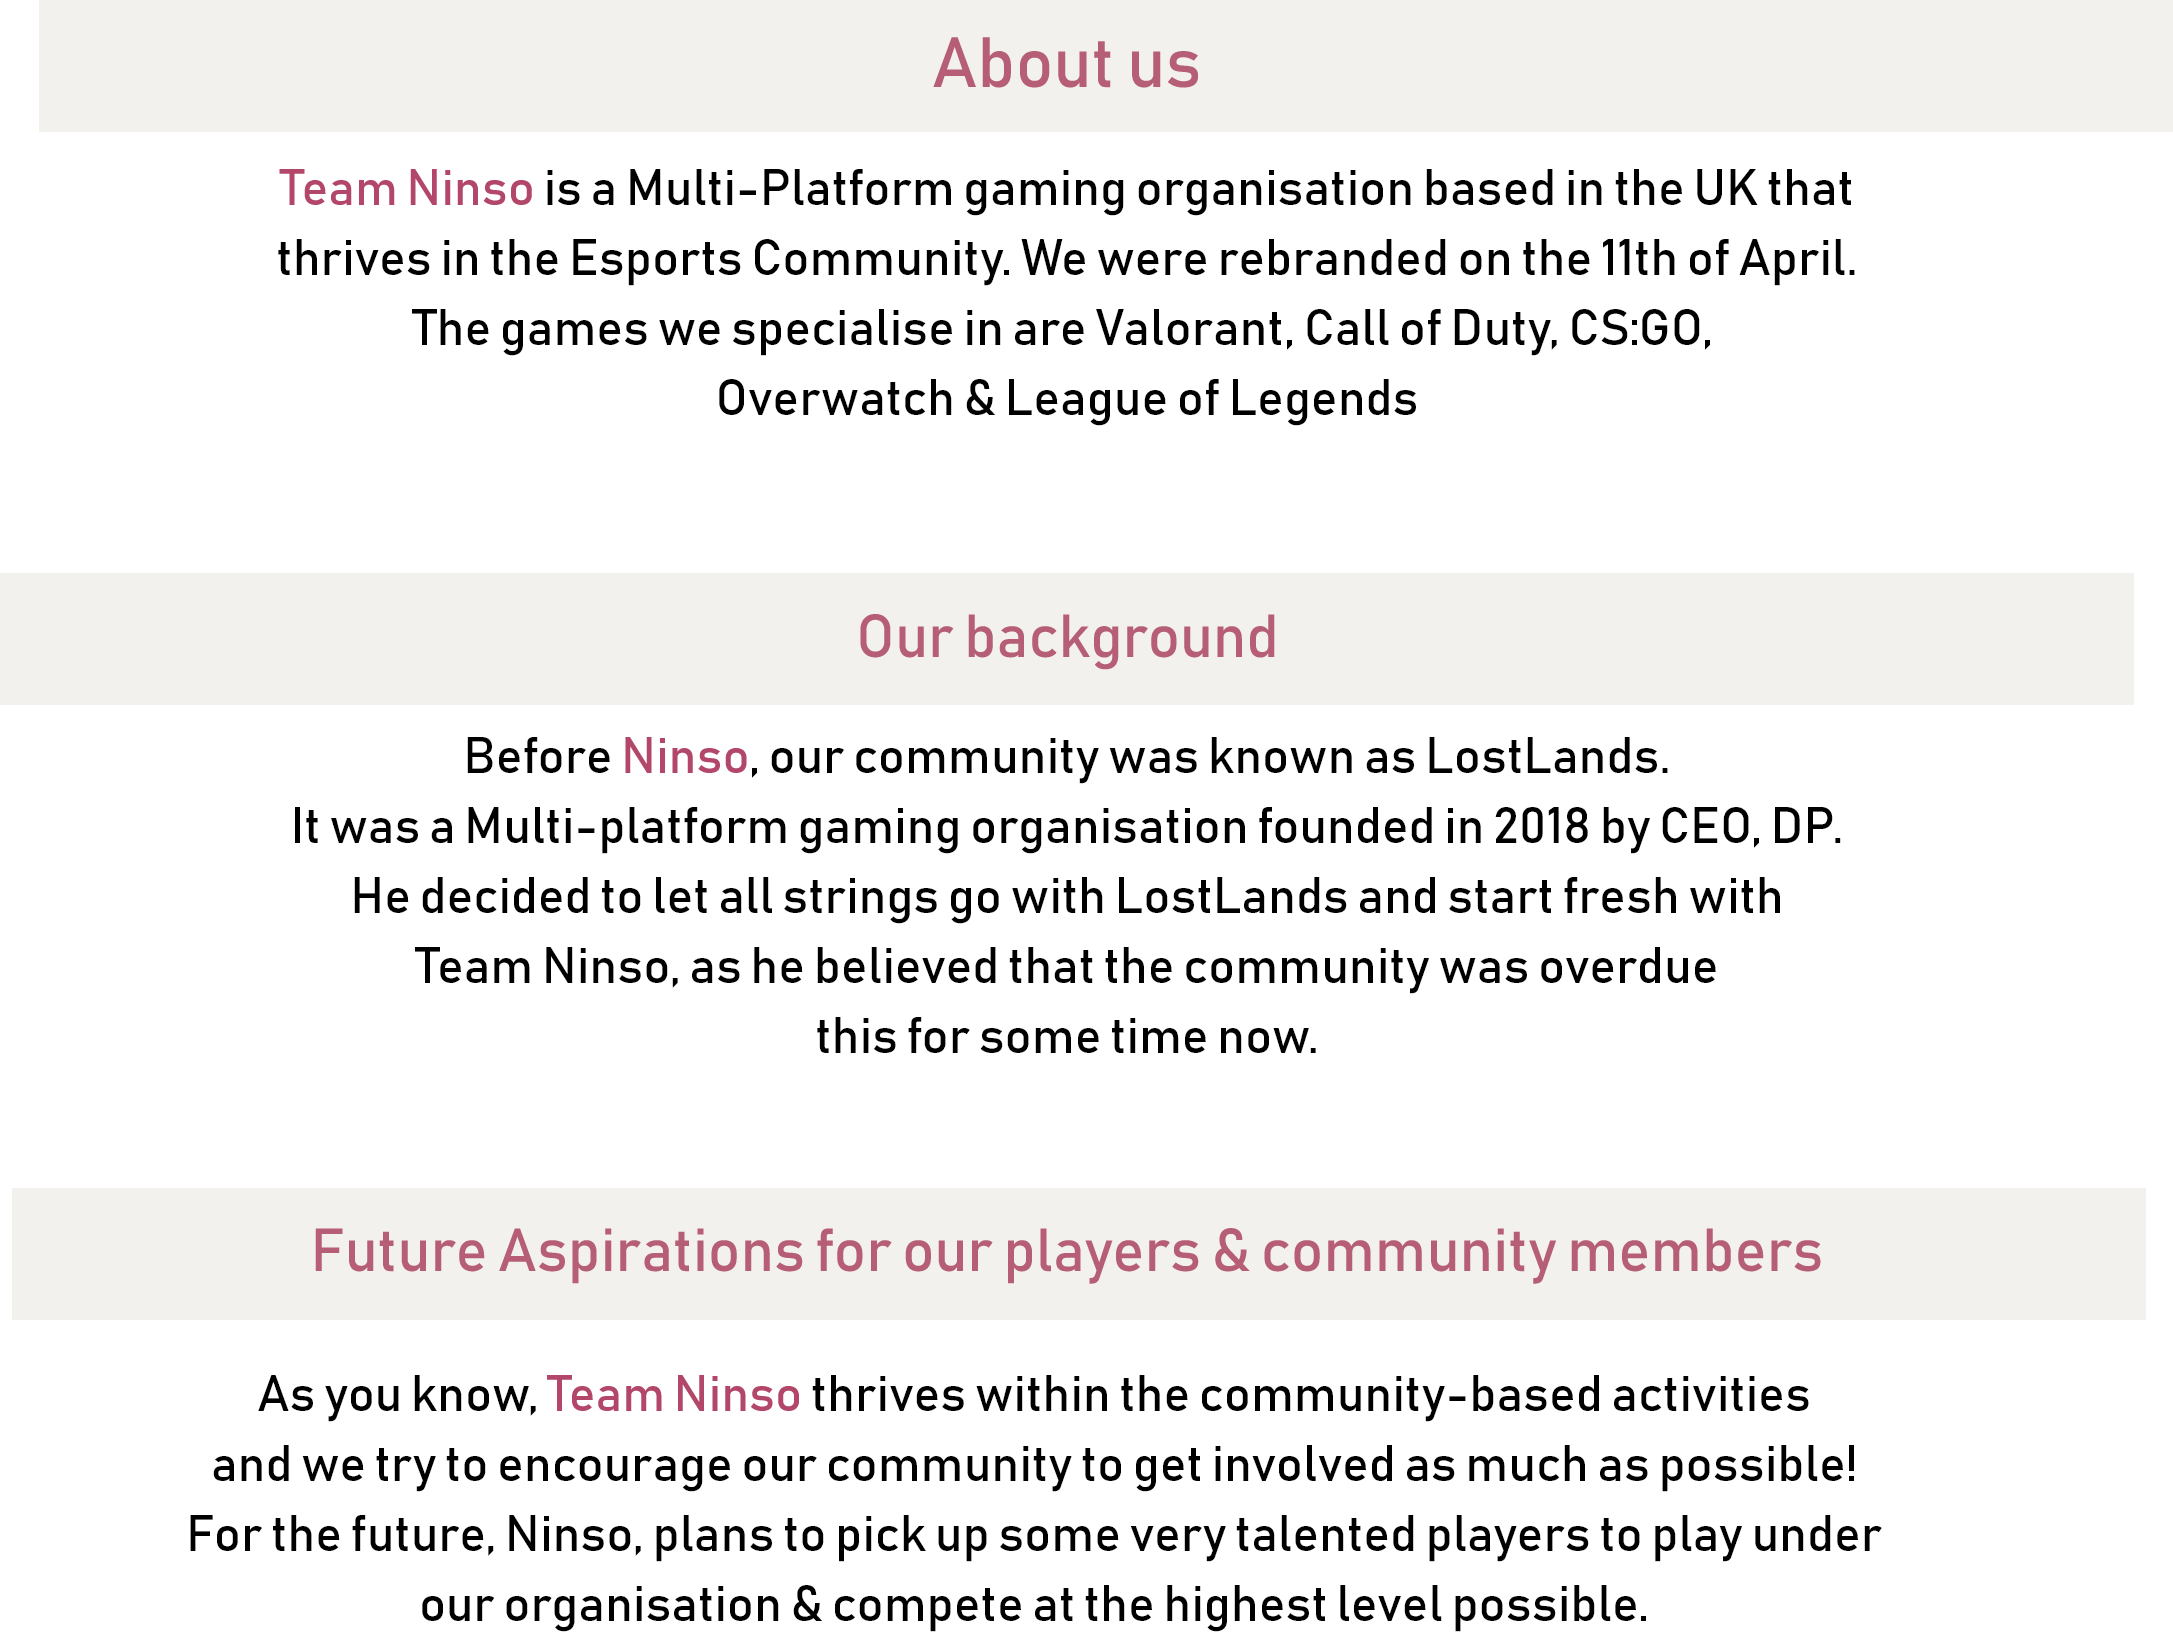 About us
Team Ninso is a Multi-Platform gaming organisation based in the UK that
thrives in the Esports Community. We were rebranded on the 11th of April.
The games we specialise in are Valorant, Call of Duty, CS:GO,
Overwatch & League of Legends
Our background
Before Ninso, our community was known as LostLands.
It was a Multi-platform gaming organisation founded in 2018 by CEO, DP.
He decided to let all strings go with LostLands and start fresh with
Team Ninso, as he believed that the community was overdue
this for some time now.
Future Aspirations for our players & community members
As you know, Team Ninso thrives within the community-based activities
and we try to encourage our community to get involved as much as possible!
For the future, Ninso, plans to pick up some very talented players to play under
our organisation & compete at the highest level possible.